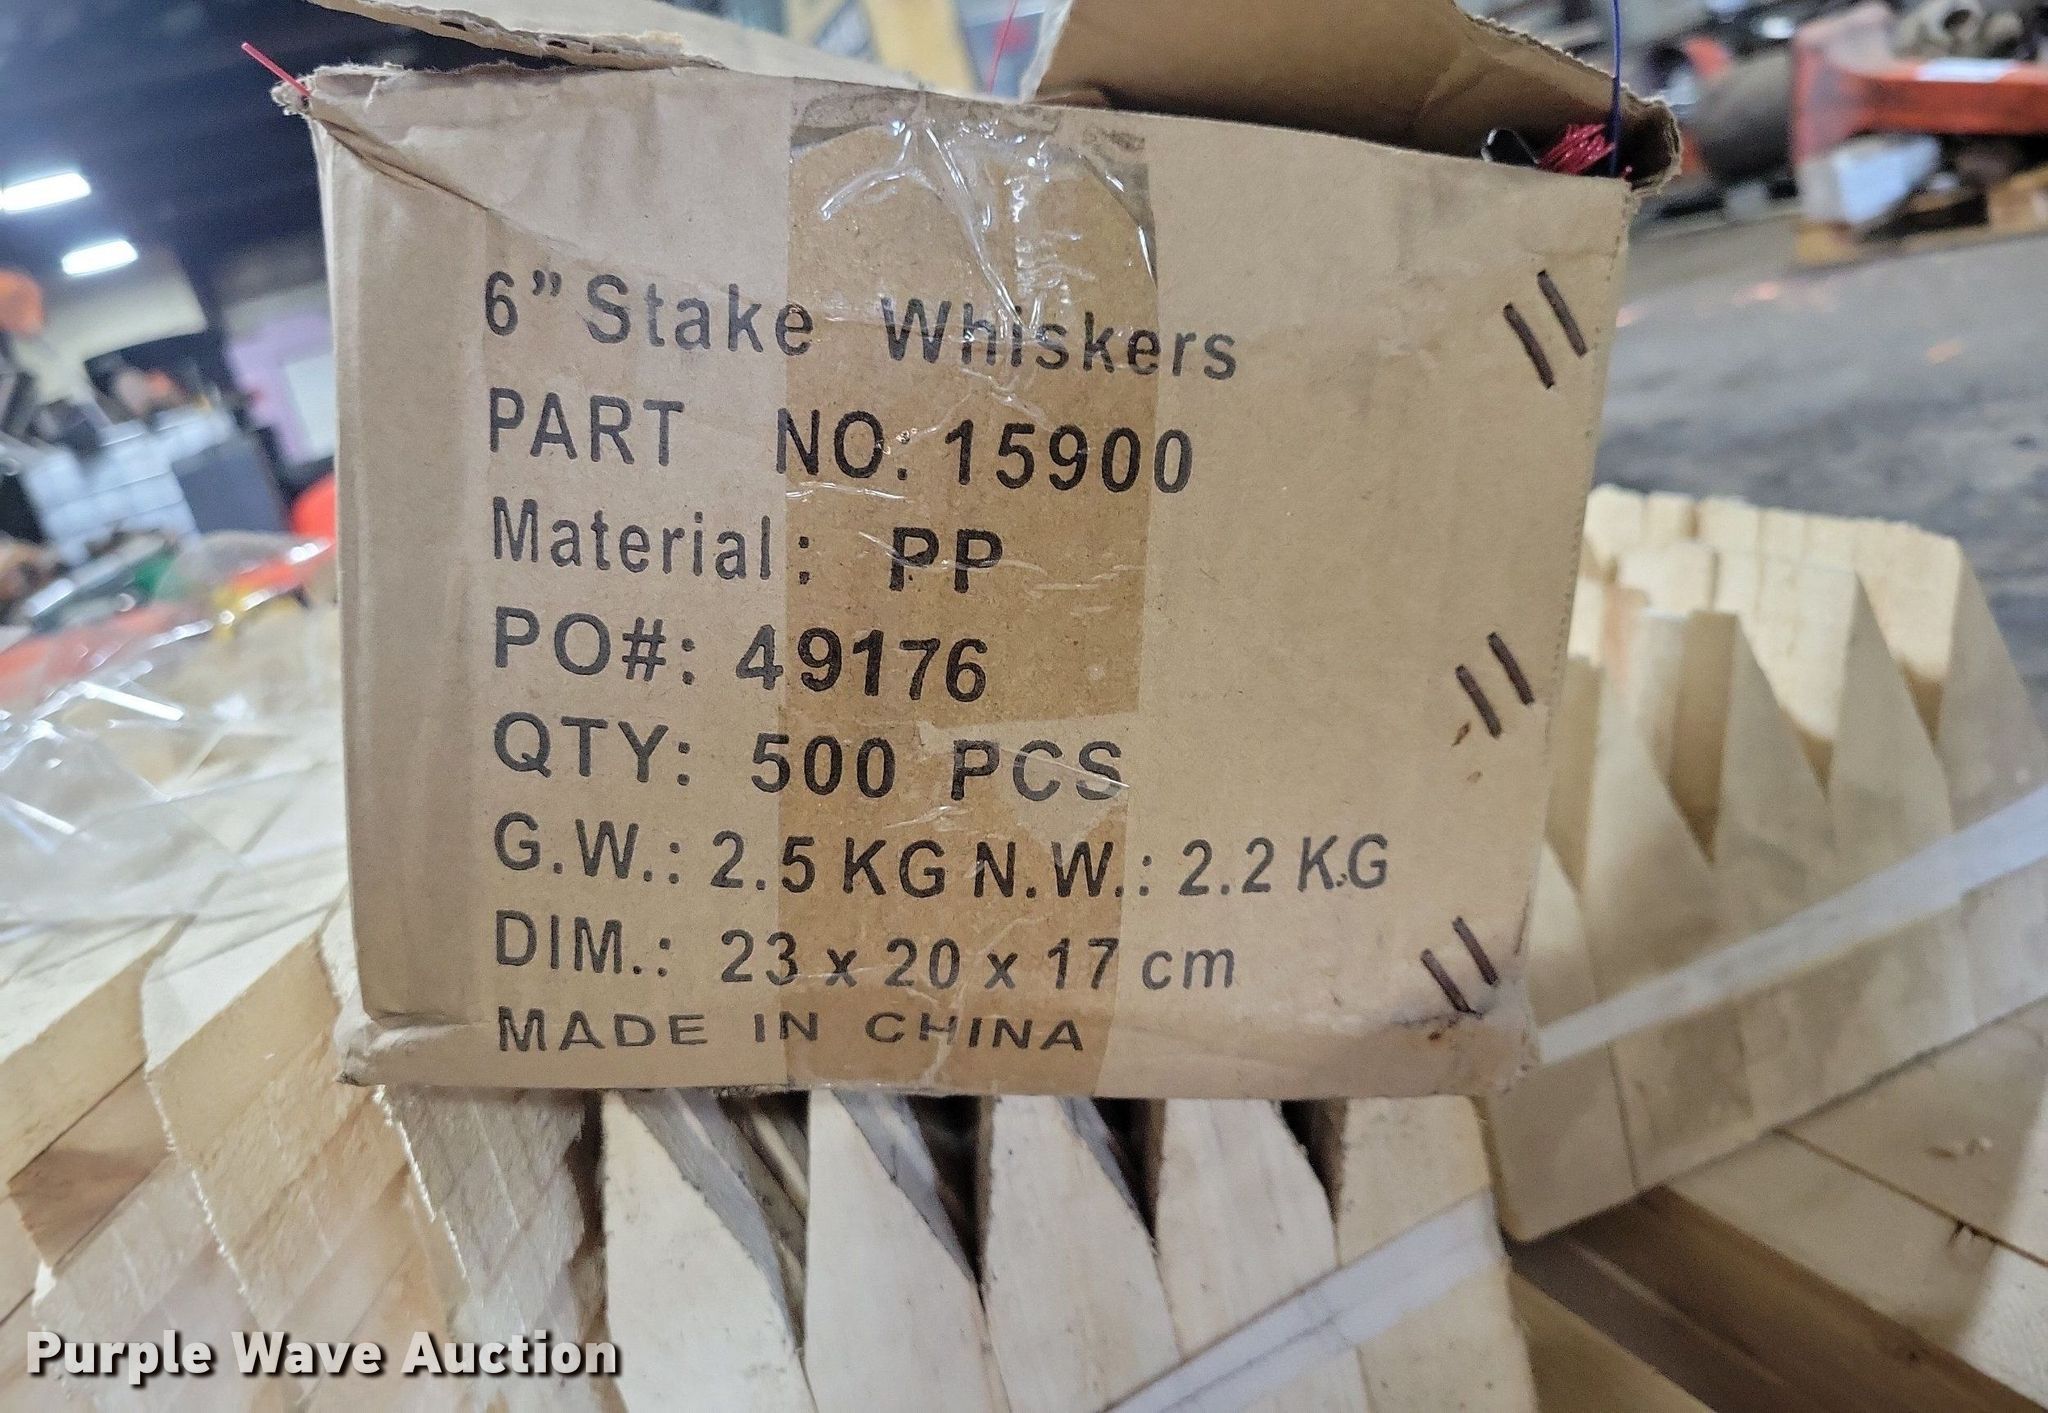 6” Stake Whiskers
PART NO. 15900
Material: PP
PO#: 49176
QTY: 500 PCS
G.W.: 2.5 KG N.W.: 2.2 KG
DIM.: 23 x 20 x 17 cm
MADE IN CHINA
Purple Wave Auction